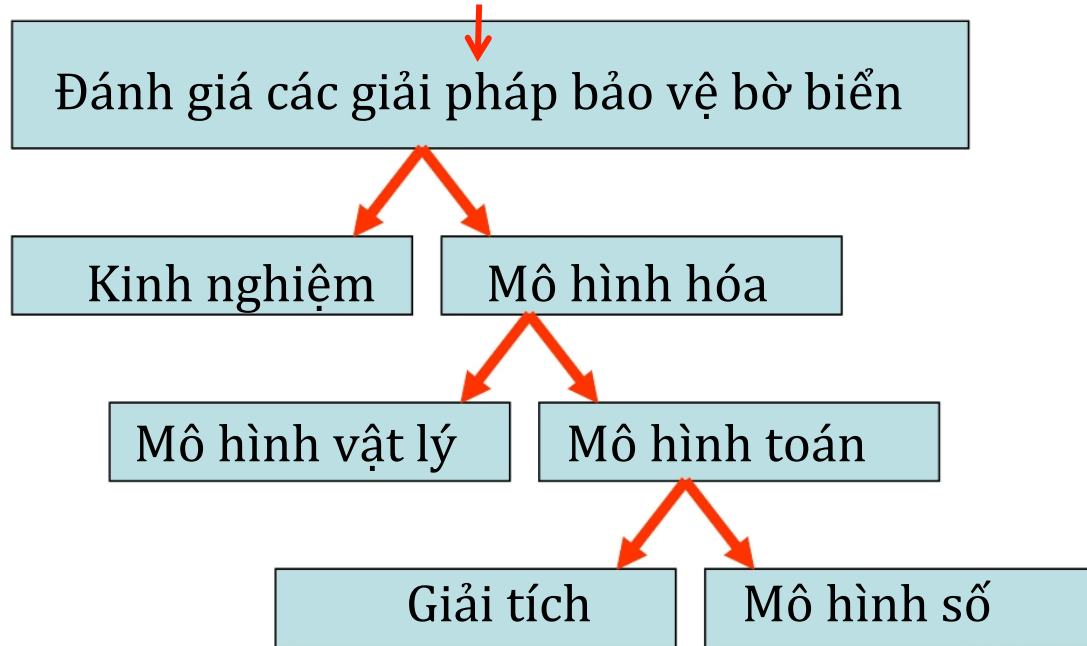 Đánh giá các giải pháp bảo vệ bờ biển
Kinh nghiệm
Mô hình hóa
Mô hình vật lý
Mô hình toán
Giải tích
Mô hình số